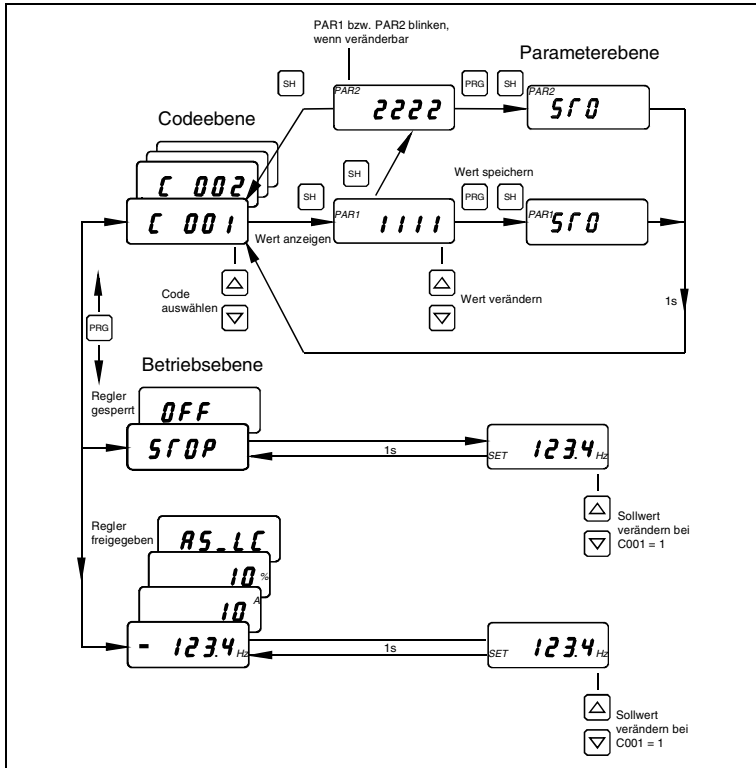 PAR1 bzw. PAR2 blinken,
wenn veränderbar
Parameterebene
SH
PAR2
2222
PRG
SH
PAR2
STO
Codeebene
C 002
C 001
SH
SH
Wert anzeigen
PAR1
1111
Wert speichern
PRG
SH
PAR1
STO
Code
auswählen
Wert verändern
1s
PRG
Betriebsebene
Regler
gesperrt
OFF
STOP
1s
SET
123.4 Hz
Sollwert
verändern bei
C001 = 1
Regler
freigegeben
AS_LC
10 %
10 A
- 123.4 Hz
1s
SET
123.4 Hz
Sollwert
verändern bei
C001 = 1